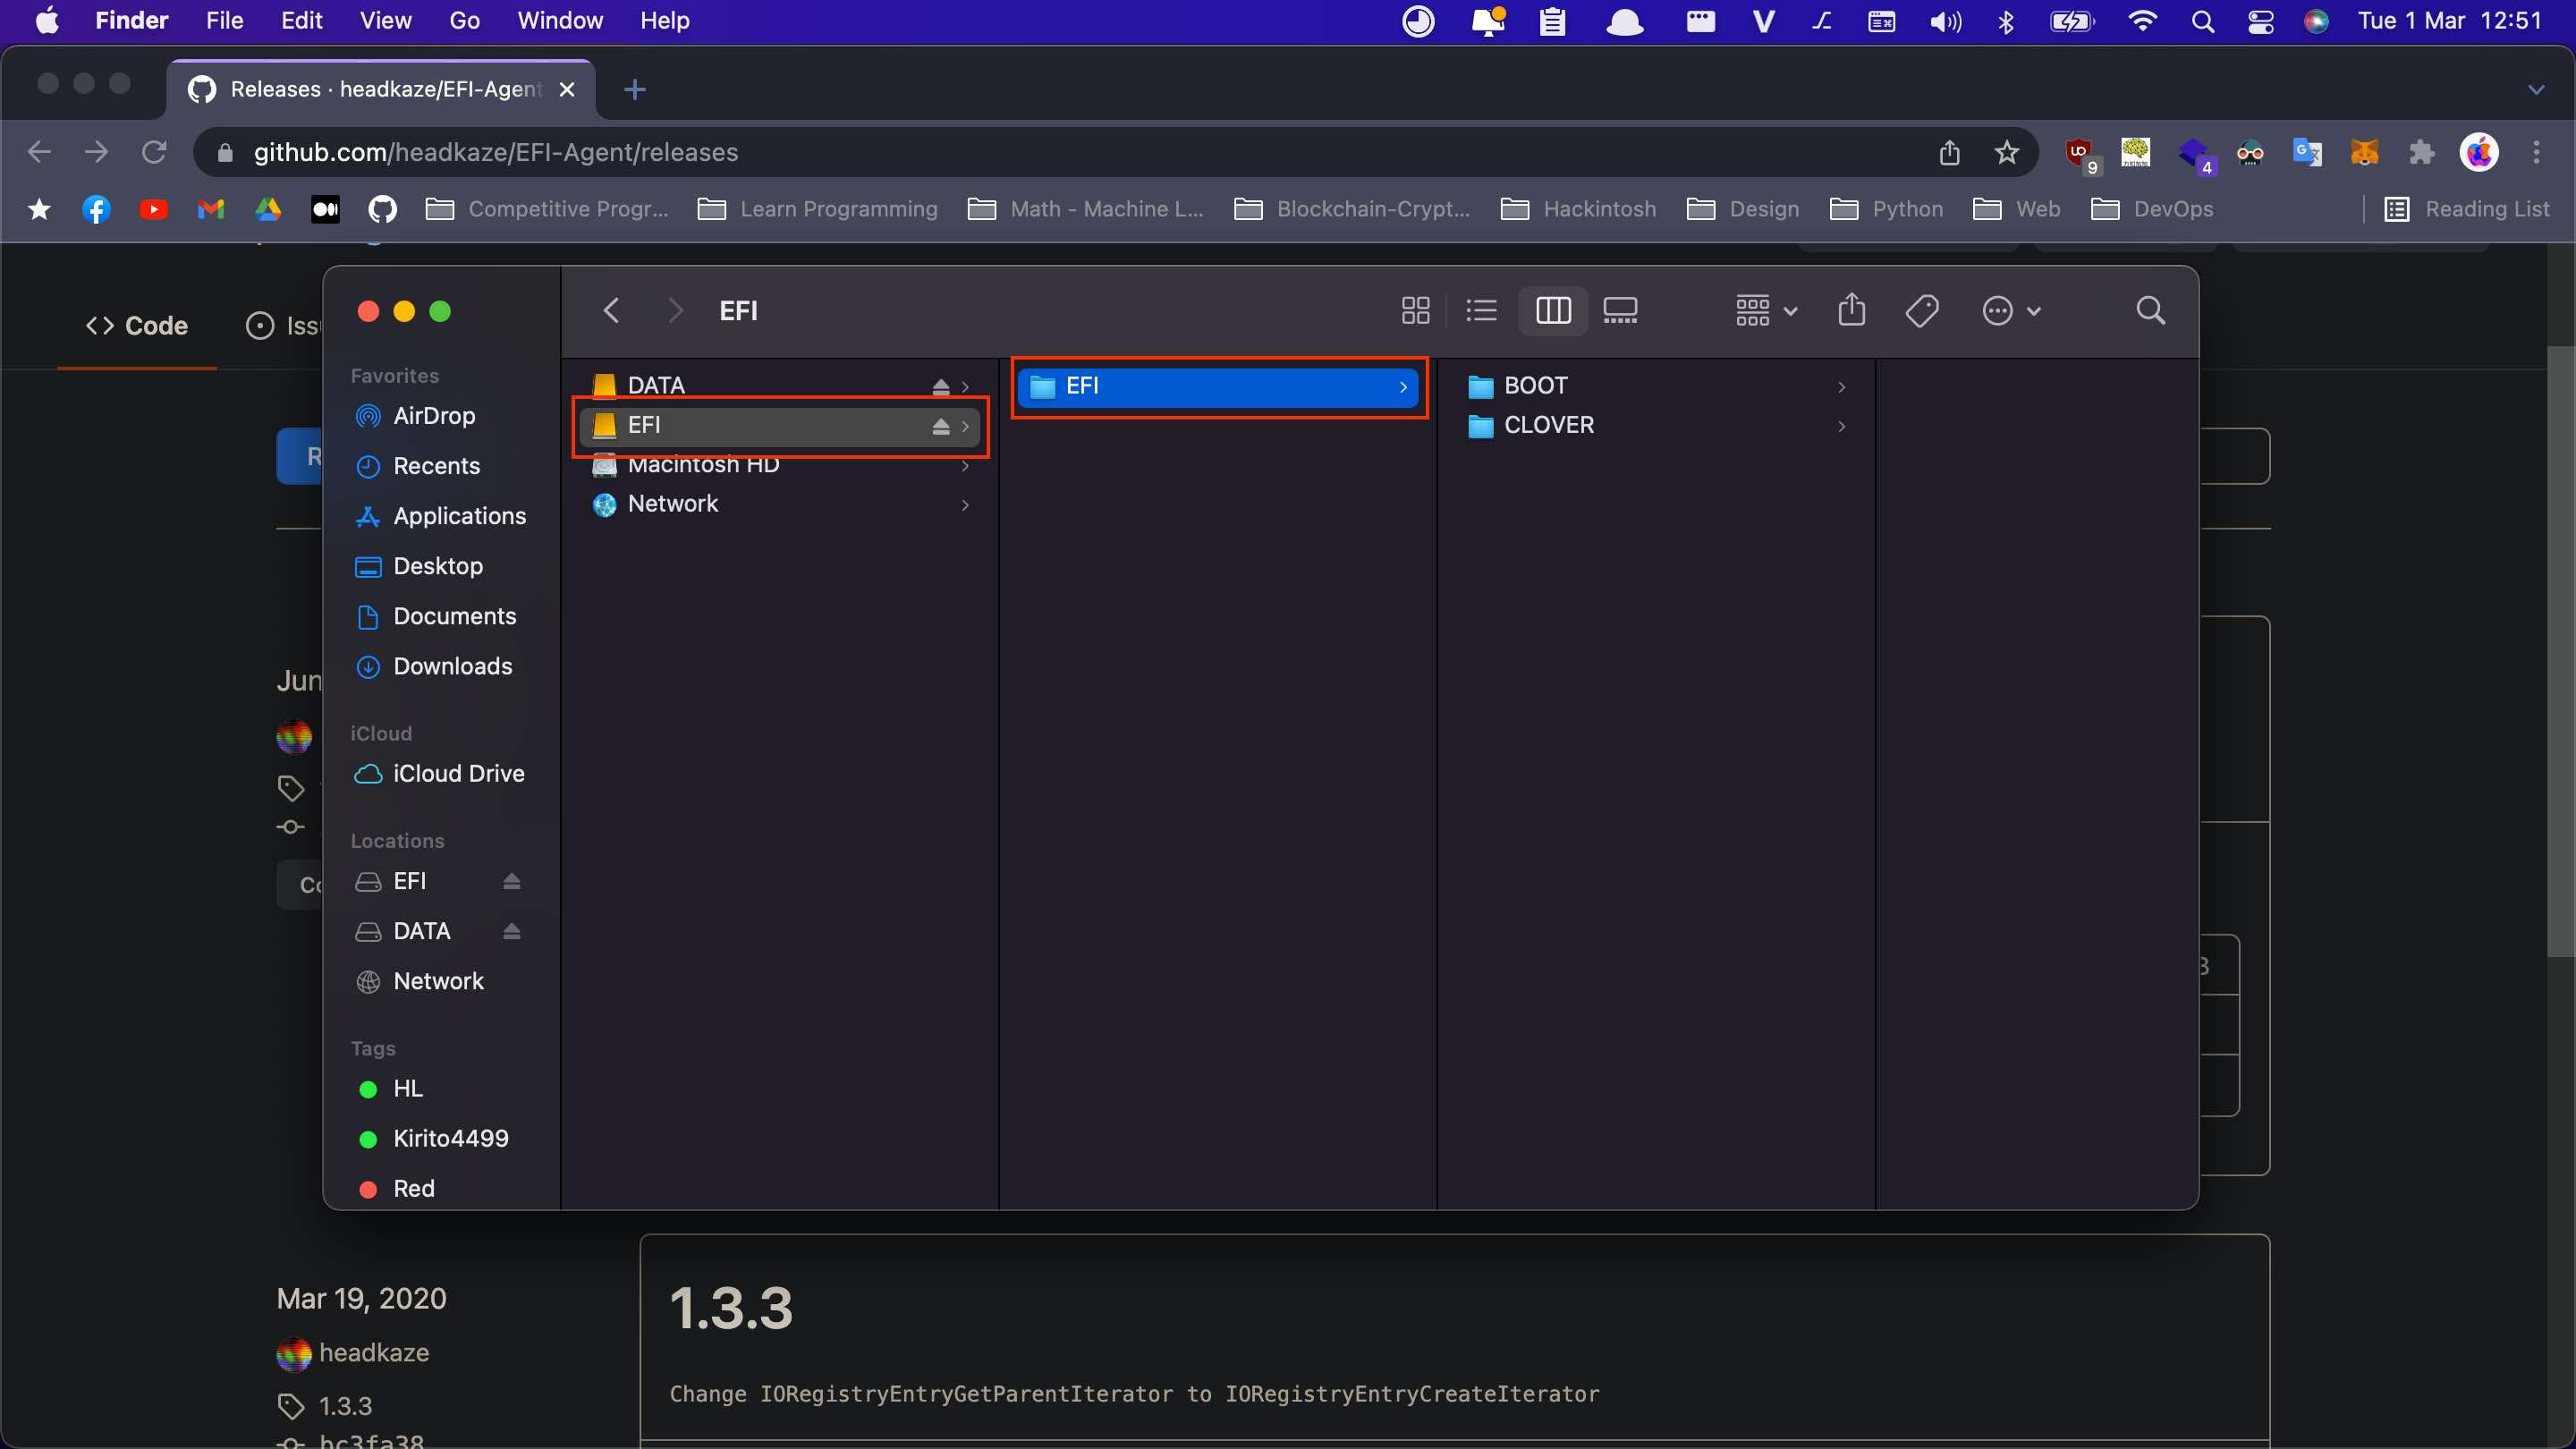 Finder File Edit View Go Window Help Tue 1 Mar 12:51
Releases · headkaze/EFI-Agent
github.com/headkaze/EFI-Agent/releases 9 4
Competitive Progr... Learn Programming Math - Machine L... Blockchain-Crypt... Hackintosh Design Python Web DevOps Reading List
Code Iss
EFI
Favorites
AirDrop
Recents
Applications
Desktop
Documents
Downloads
iCloud
iCloud Drive
Locations
EFI
DATA
Network
Tags
HL
Kirito4499
Red
DATA
EFI
Macintosh HD
Network
EFI
BOOT
CLOVER
Jun
Mar 19, 2020
headkaze
1.3.3
bc3fa38
1.3.3
Change IORegistryEntryGetParentIterator to IORegistryEntryCreateIterator